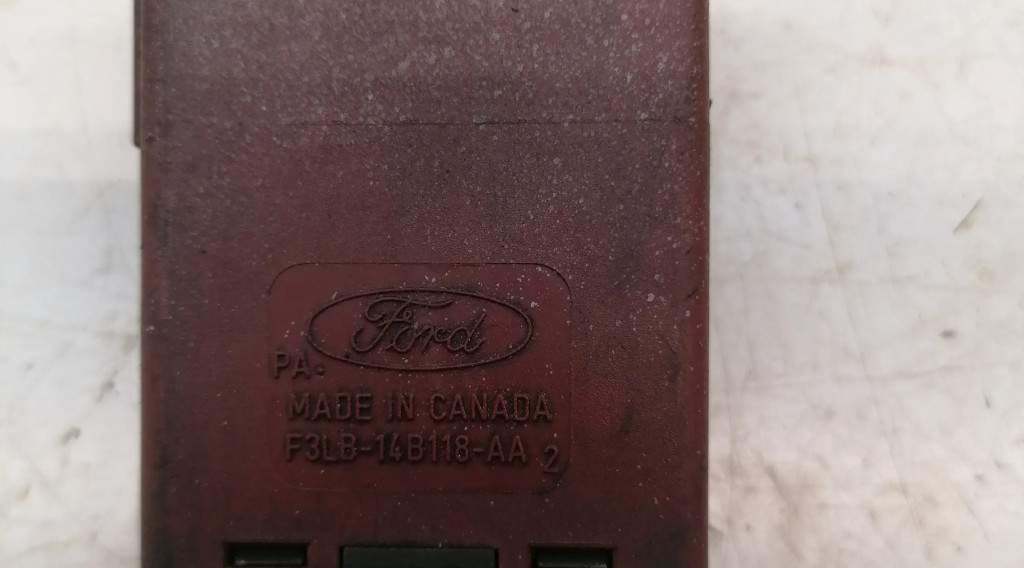 Ford
PA.
MADE IN CANADA
F3LB-14B118-AA 2